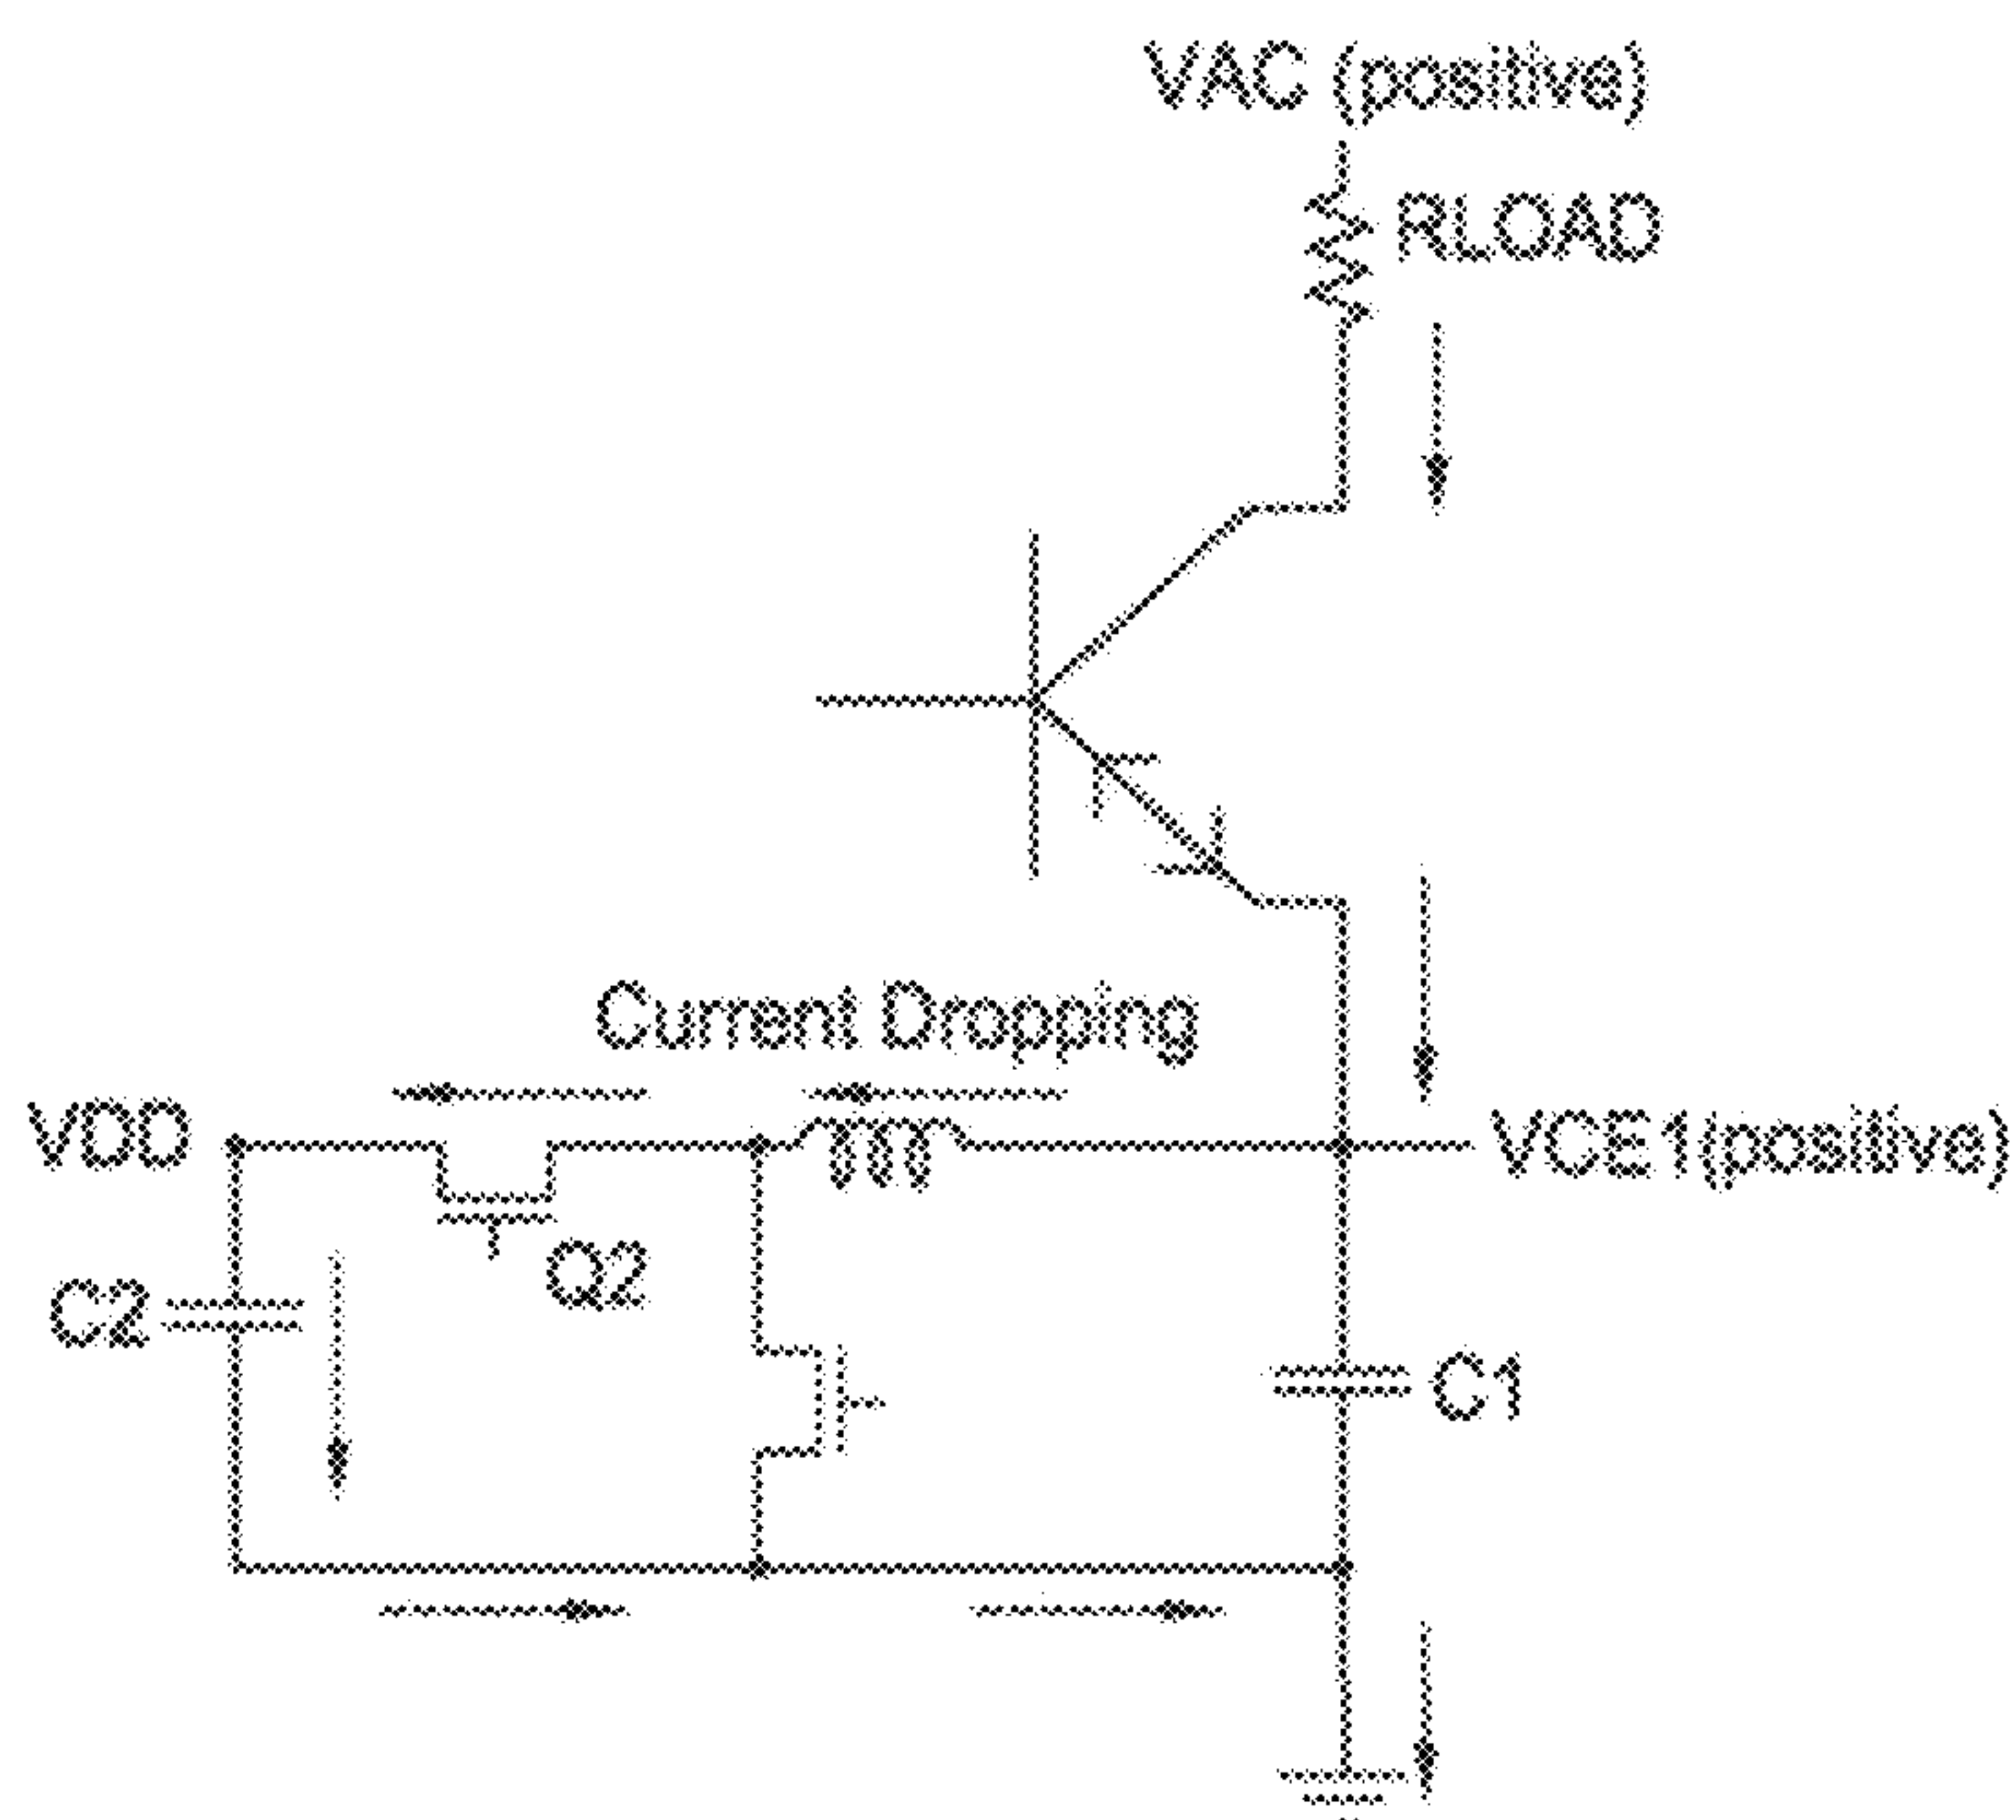 VAC (positive)
RLOAD
Current Dropping
VDD
VCE1(positive)
Q2
C2
C1